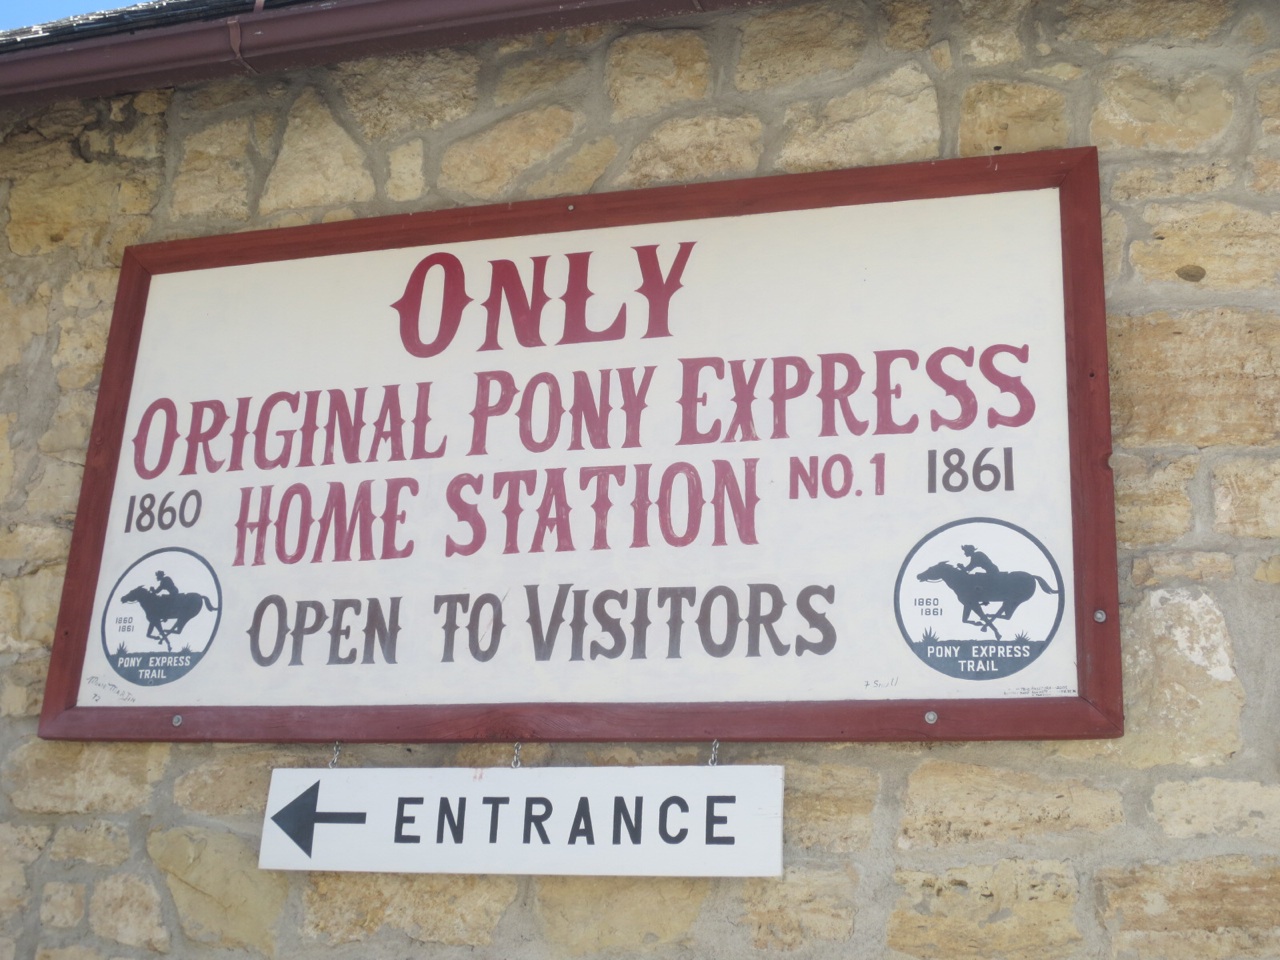 ONLY
ORIGINAL PONY EXPRESS
1860 HOME STATION NO.1 1861
OPEN TO VISITORS
1860
1861
PONY EXPRESS
TRAIL
1860
1861
PONY EXPRESS
TRAIL
ENTRANCE